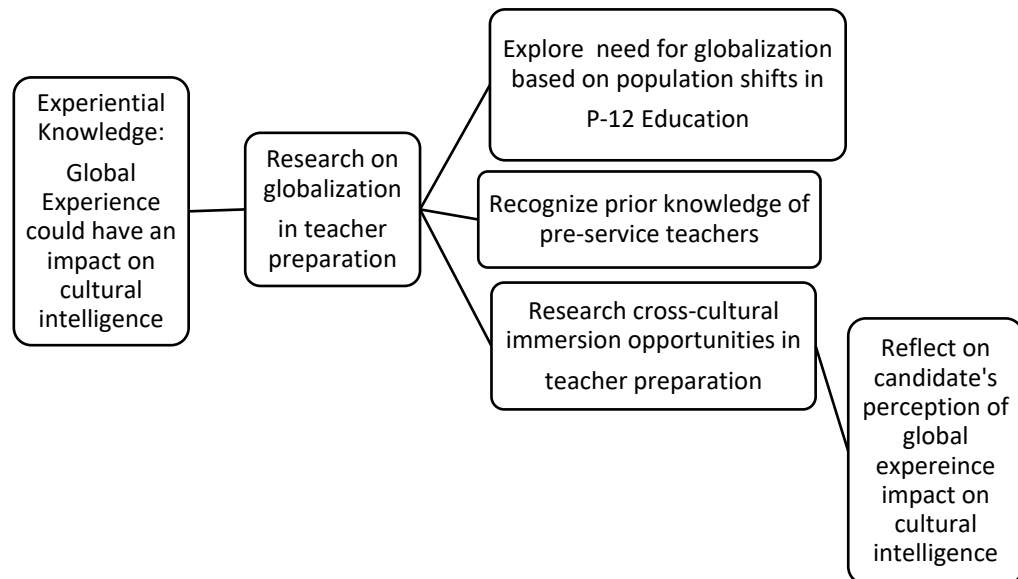 Experiential
Knowledge:
Global
Experience
could have an
impact on
cultural
intelligence
Research on
globalization
in teacher
preparation
Explore need for globalization
based on population shifts in
P-12 Education
Recognize prior knowledge of
pre-service teachers
Research cross-cultural
immersion opportunities in
teacher preparation
Reflect on
candidate's
perception of
global
expereince
impact on
cultural
intelligence